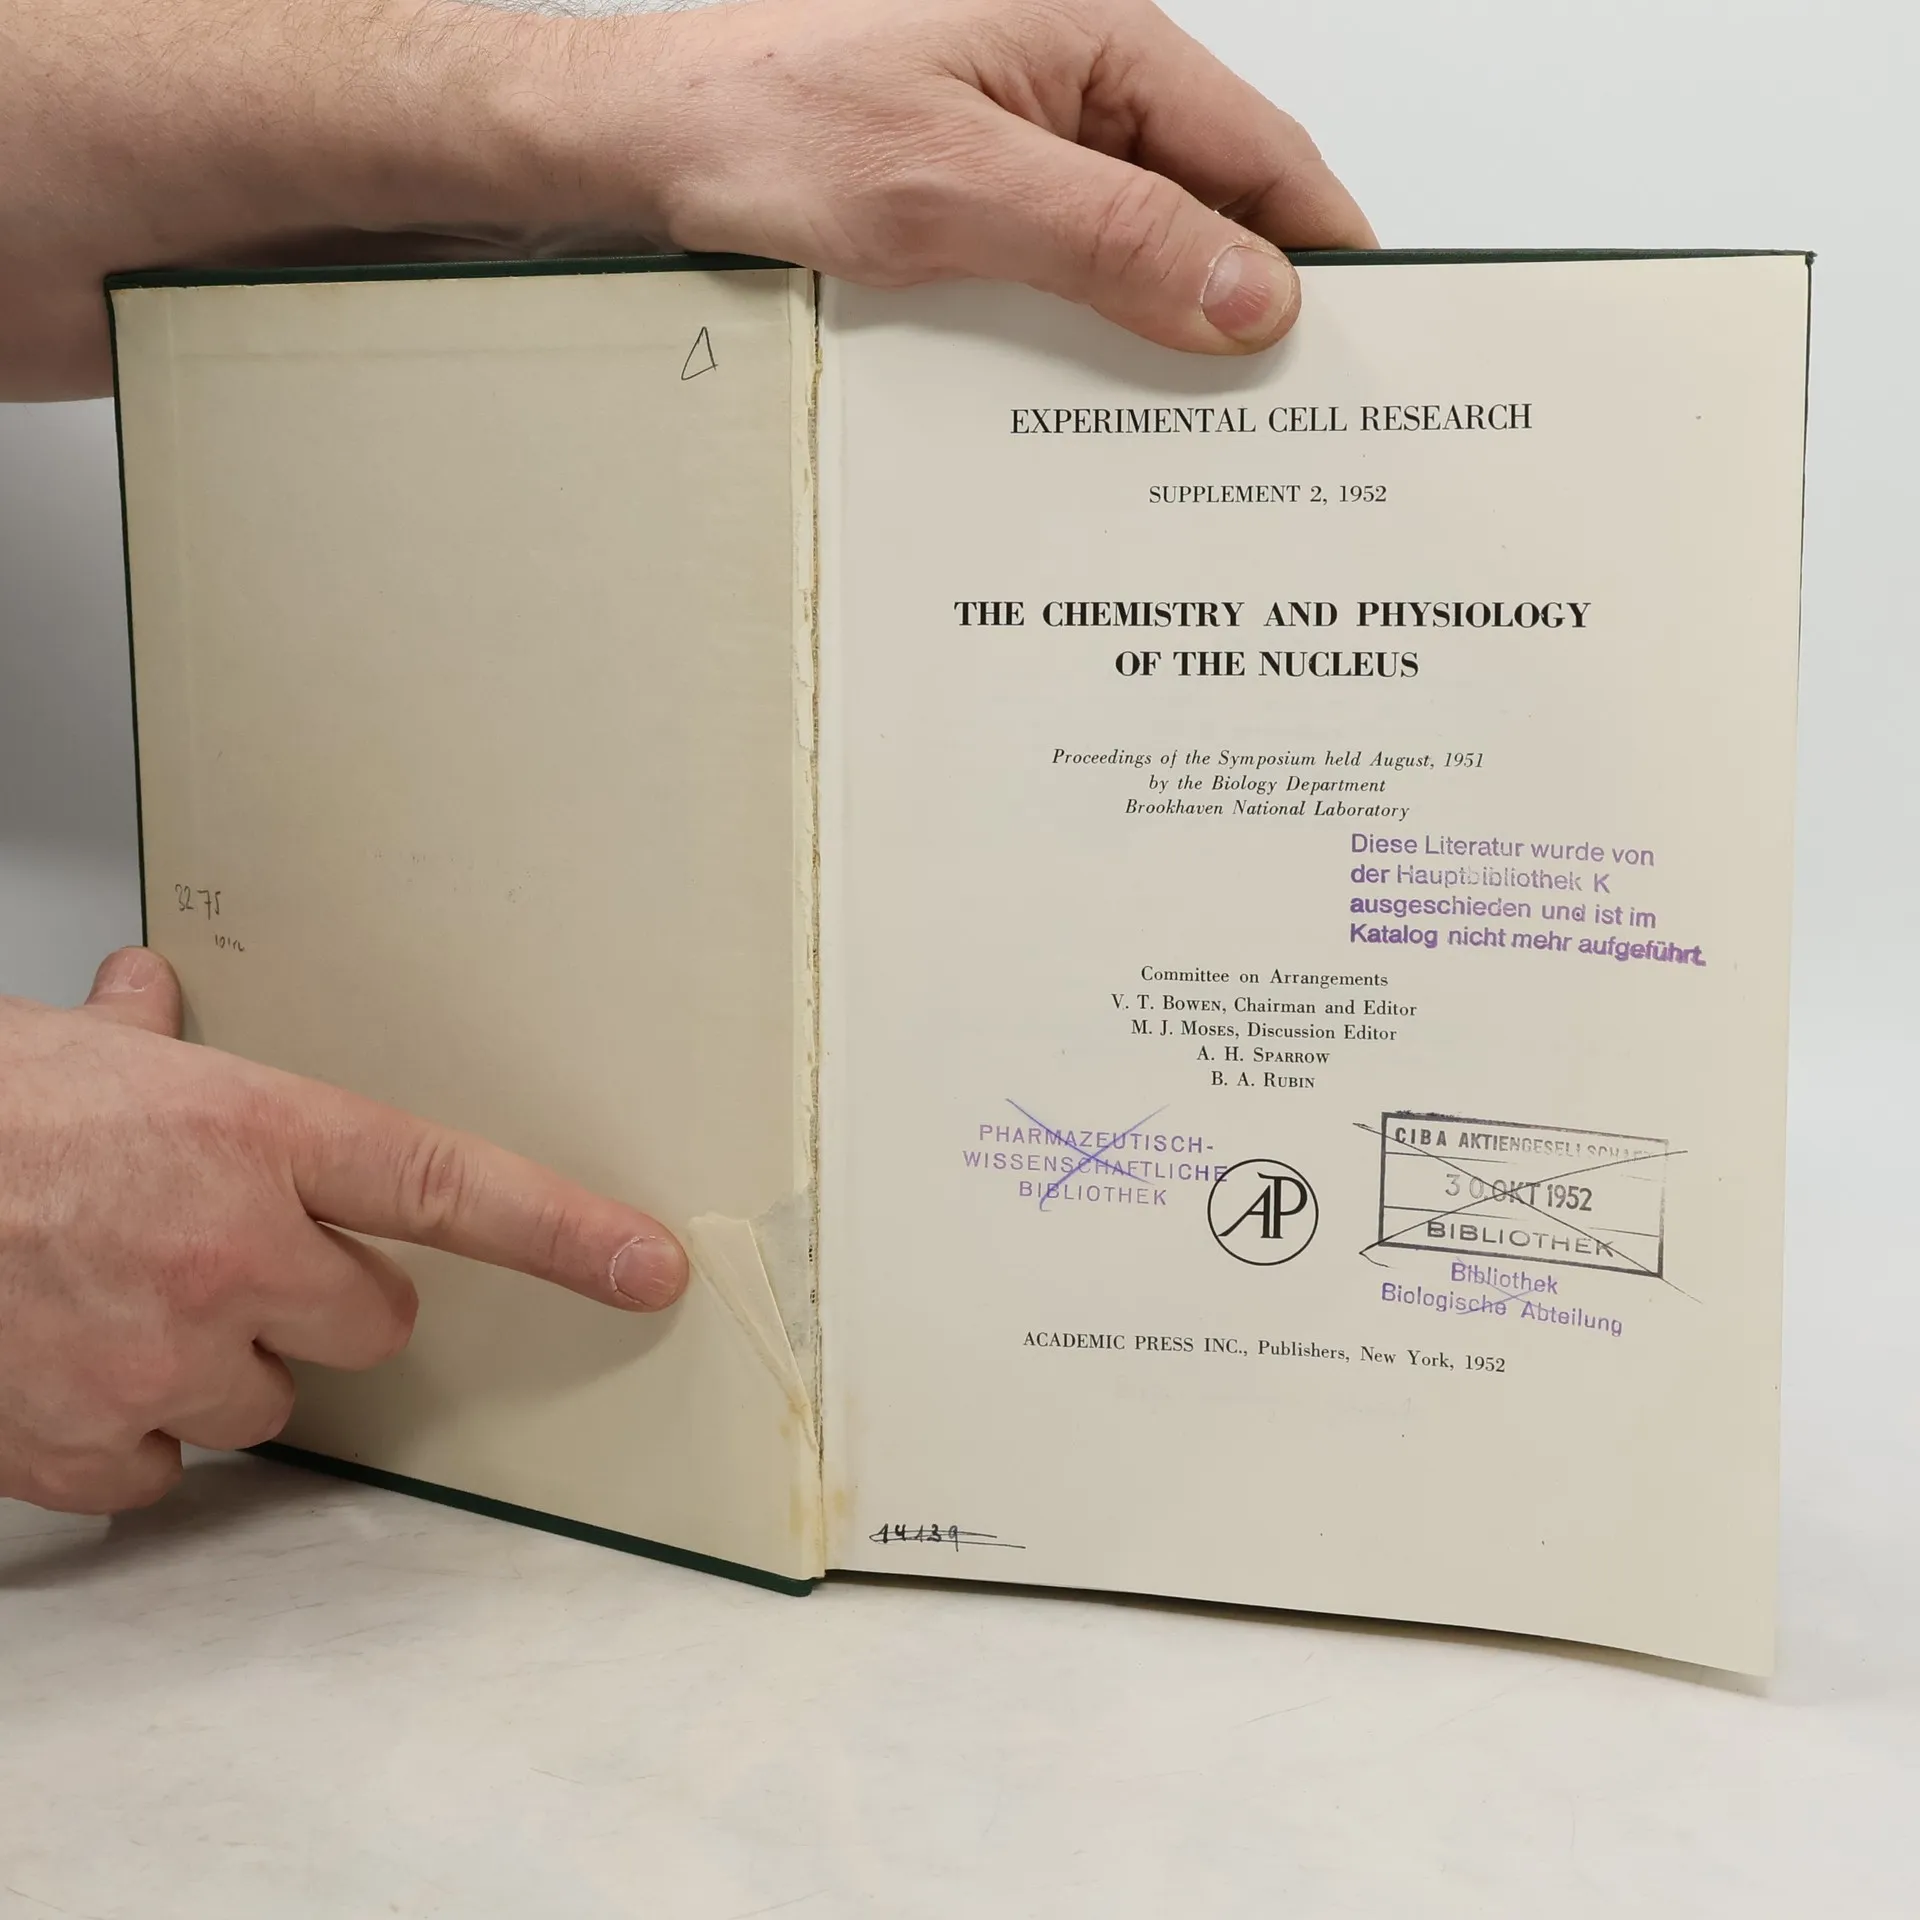 EXPERIMENTAL CELL RESEARCH
SUPPLEMENT 2, 1952
THE CHEMISTRY AND PHYSIOLOGY
OF THE NUCLEUS
Proceedings of the Symposium held August, 1951
by the Biology Department
Brookhaven National Laboratory
Diese Literatur wurde von
der Hauptbibliothek K
ausgeschieden und ist im
Katalog nicht mehr aufgeführt.
Committee on Arrangements
V. T. BOWEN, Chairman and Editor
M. J. MOSES, Discussion Editor
A. H. SPARROW
B. A. RUBIN
PHARMAZEUTISCH-
WISSENSCHAFTLICHE
BIBLIOTHEK
AP
CIBA AKTIENGESELLSCHAFT
30. OKT 1952
BIBLIOTHEK
Bibliothek
Biologische Abteilung
ACADEMIC PRESS INC., Publishers, New York, 1952
14139
32 75